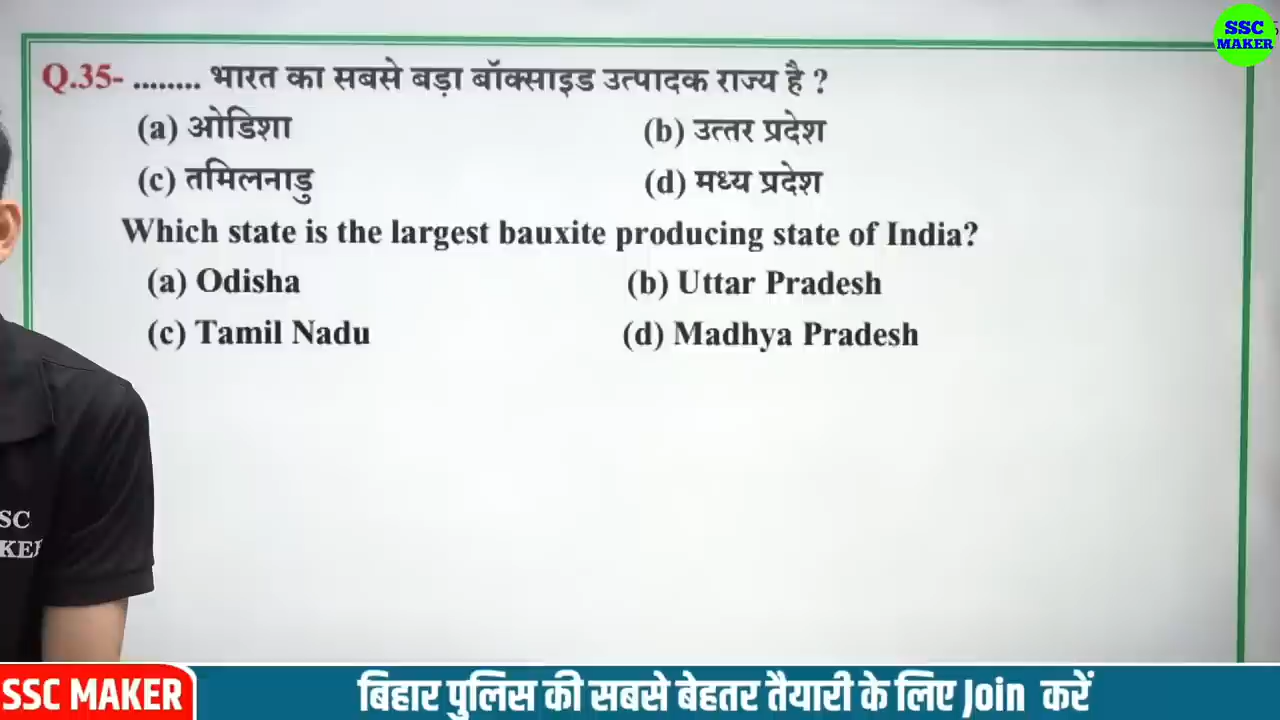 SSC
MAKER
Q.35- ........ भारत का सबसे बड़ा बॉक्साइड उत्पादक राज्य है ?
(a) ओडिशा (b) उत्तर प्रदेश
(c) तमिलनाडु (d) मध्य प्रदेश
Which state is the largest bauxite producing state of India?
(a) Odisha (b) Uttar Pradesh
(c) Tamil Nadu (d) Madhya Pradesh
SC
KE
SSC MAKER
बिहार पुलिस की सबसे बेहतर तैयारी के लिए Join करें